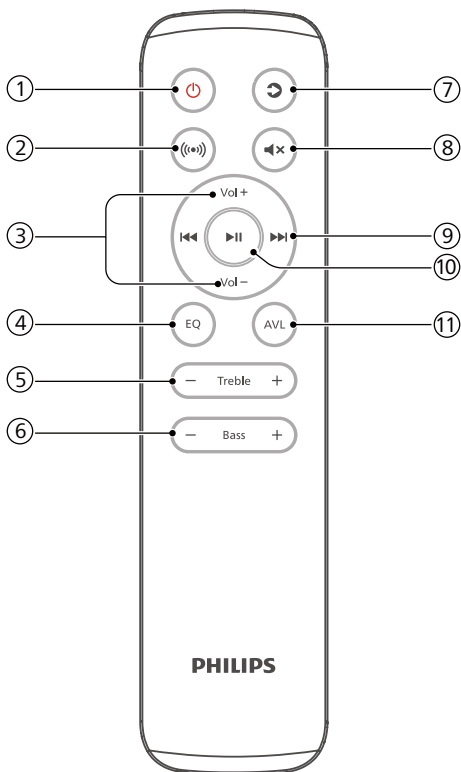 ① ⑦
② ⑧
Vol +
③ ⑨
⑩
Vol −
④ EQ AVL ⑪
⑤ − Treble +
⑥ − Bass +
PHILIPS